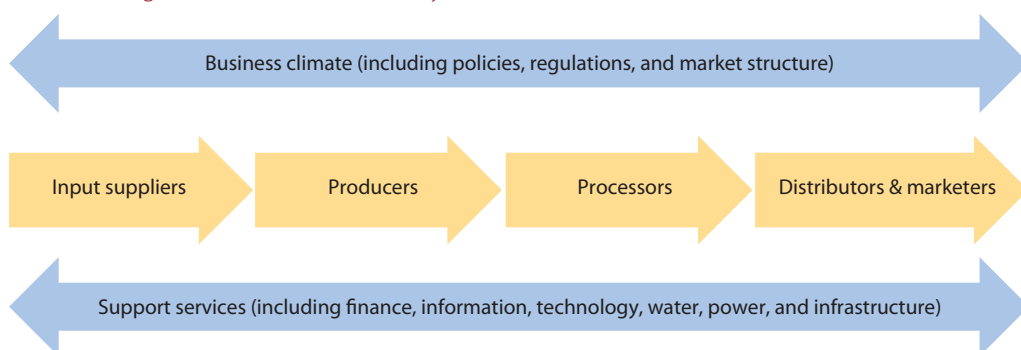 Business climate (including policies, regulations, and market structure)
Input suppliers
Producers
Processors
Distributors & marketers
Support services (including finance, information, technology, water, power, and infrastructure)